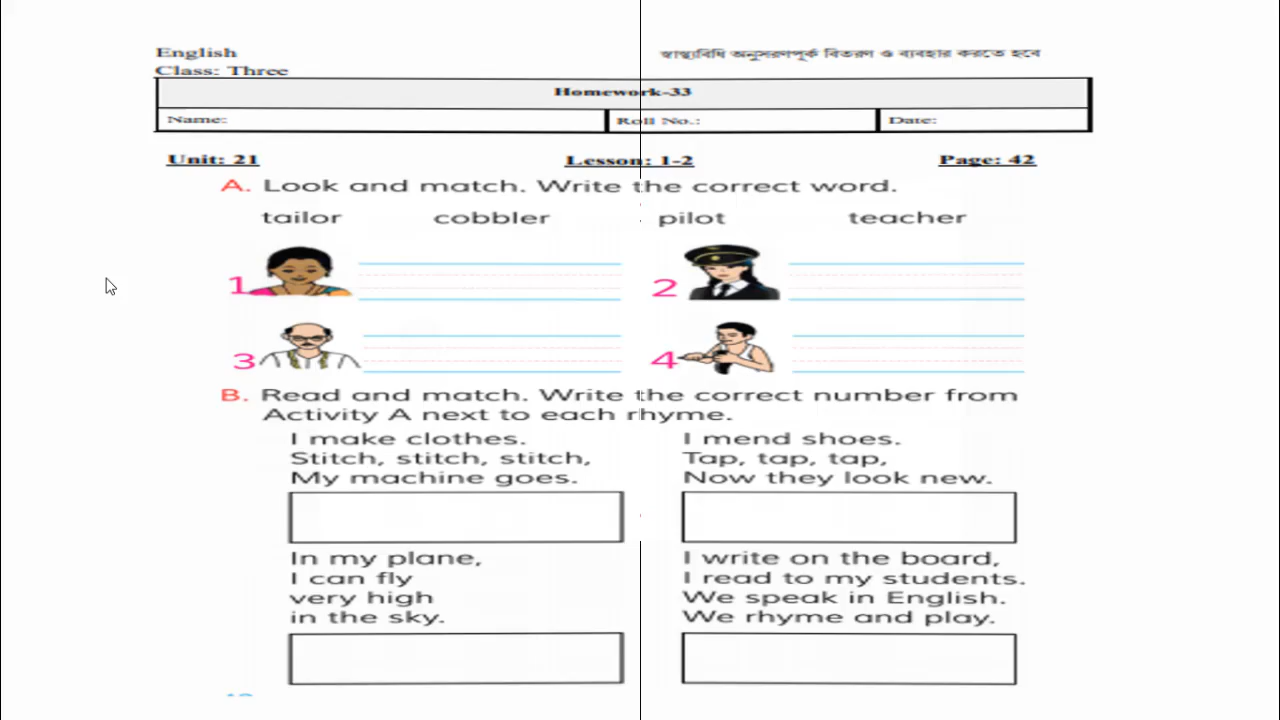 English
স্বাস্থ্যবিধি অনুসরণপূর্বক বিতরণ ও ব্যবহার করতে হবে
Class: Three
Homework-33
Name: Roll No.: Date:
Unit: 21 Lesson: 1-2 Page: 42
A. Look and match. Write the correct word.
tailor cobbler pilot teacher
1 2
3 4
B. Read and match. Write the correct number from
Activity A next to each rhyme.
I make clothes.
Stitch, stitch, stitch,
My machine goes.
I mend shoes.
Tap, tap, tap,
Now they look new.
In my plane,
I can fly
very high
in the sky.
I write on the board,
I read to my students.
We speak in English.
We rhyme and play.